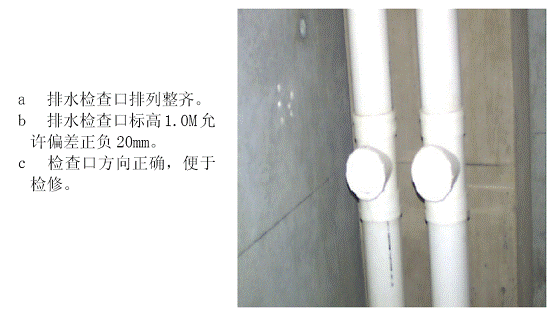 a 排水检查口排列整齐。
b 排水检查口标高1.0M允
许偏差正负20mm。
c 检查口方向正确，便于
检修。